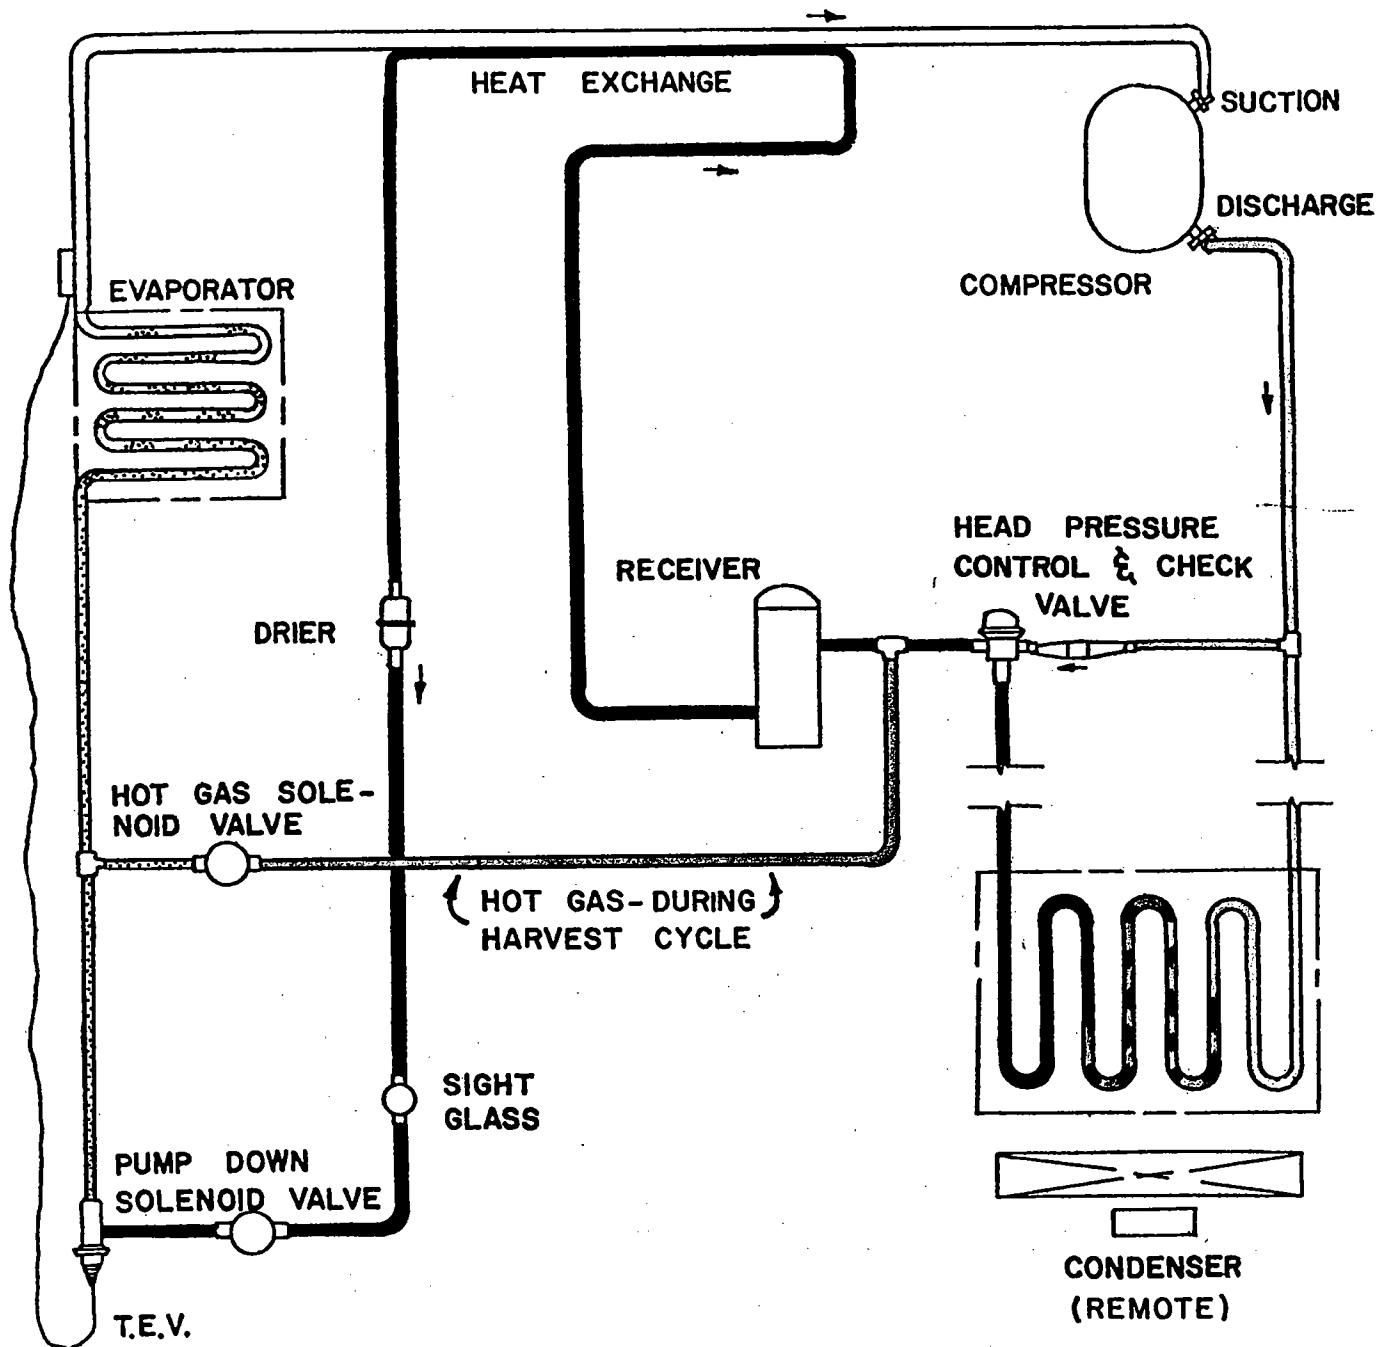 HEAT EXCHANGE
SUCTION
DISCHARGE
COMPRESSOR
EVAPORATOR
HEAD PRESSURE
CONTROL & CHECK
VALVE
RECEIVER
DRIER
HOT GAS SOLE-
NOID VALVE
HOT GAS-DURING
HARVEST CYCLE
SIGHT
GLASS
PUMP DOWN
SOLENOID VALVE
CONDENSER
(REMOTE)
T.E.V.